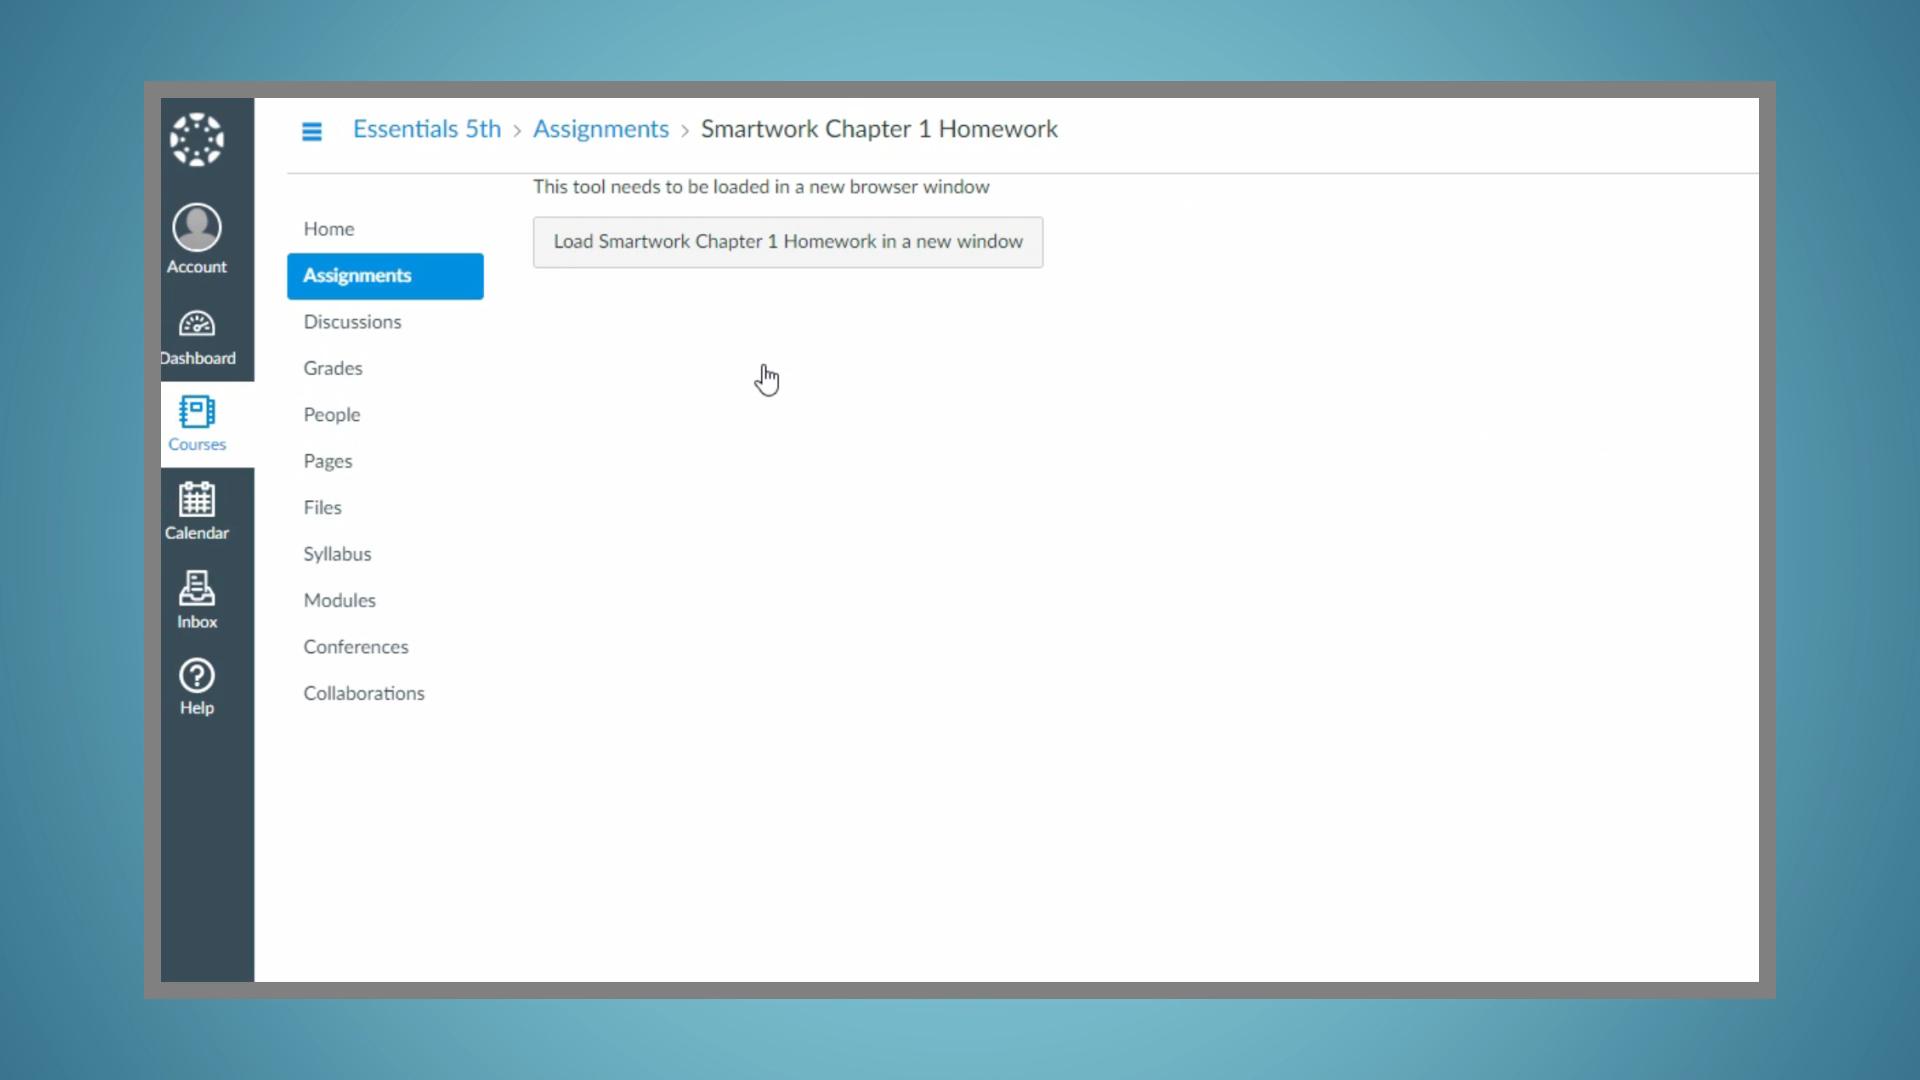 Essentials 5th > Assignments > Smartwork Chapter 1 Homework
This tool needs to be loaded in a new browser window
Load Smartwork Chapter 1 Homework in a new window
Account
Dashboard
Courses
Calendar
Inbox
Help
Home
Assignments
Discussions
Grades
People
Pages
Files
Syllabus
Modules
Conferences
Collaborations